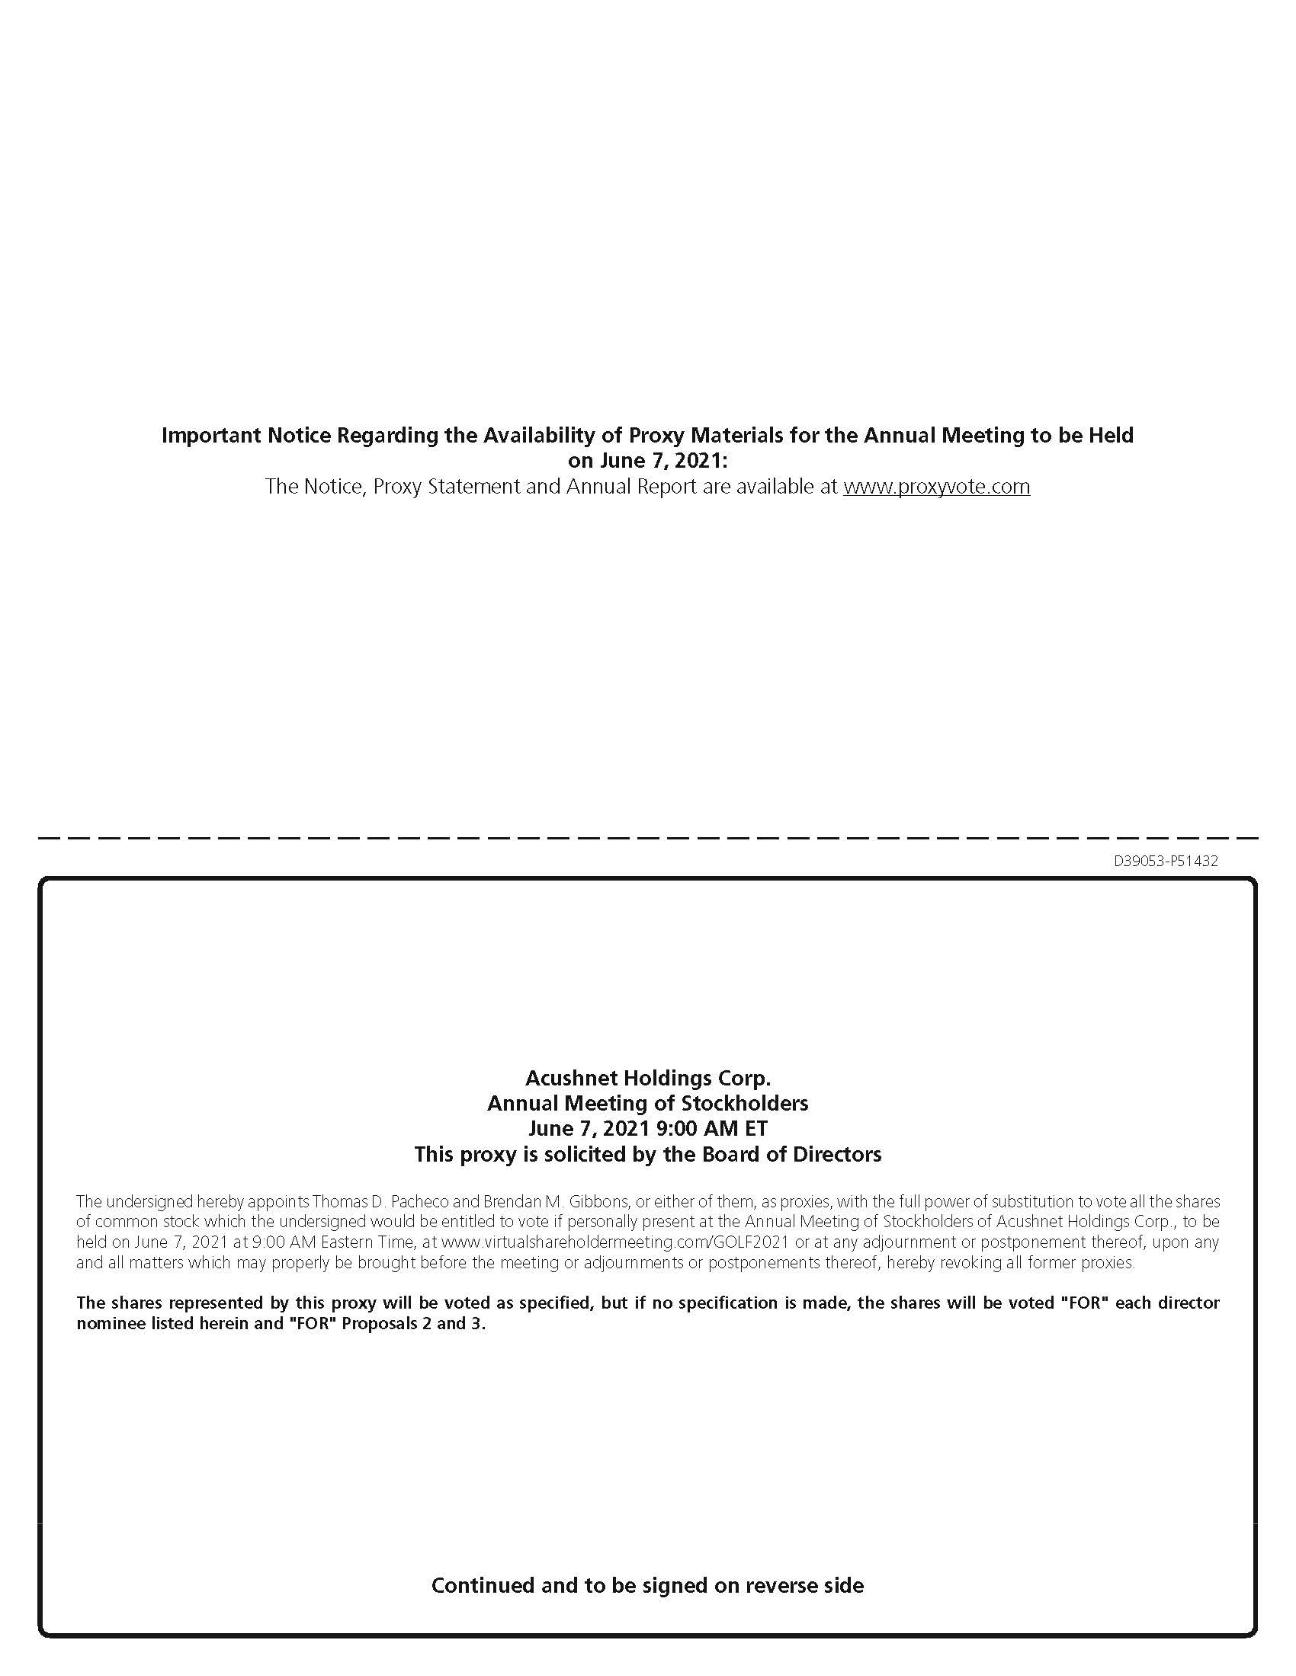 Important Notice Regarding the Availability of Proxy Materials for the Annual Meeting to be Held
on June 7, 2021:
The Notice, Proxy Statement and Annual Report are available at www.proxyvote.com
D39053-P51432
Acushnet Holdings Corp.
Annual Meeting of Stockholders
June 7, 2021 9:00 AM ET
This proxy is solicited by the Board of Directors
The undersigned hereby appoints Thomas D. Pacheco and Brendan M. Gibbons, or either of them, as proxies, with the full power of substitution to vote all the shares
of common stock which the undersigned would be entitled to vote if personally present at the Annual Meeting of Stockholders of Acushnet Holdings Corp., to be
held on June 7, 2021 at 9:00 AM Eastern Time, at www.virtualshareholdermeeting.com/GOLF2021 or at any adjournment or postponement thereof, upon any
and all matters which may properly be brought before the meeting or adjournments or postponements thereof, hereby revoking all former proxies.
The shares represented by this proxy will be voted as specified, but if no specification is made, the shares will be voted "FOR" each director
nominee listed herein and "FOR" Proposals 2 and 3.
Continued and to be signed on reverse side